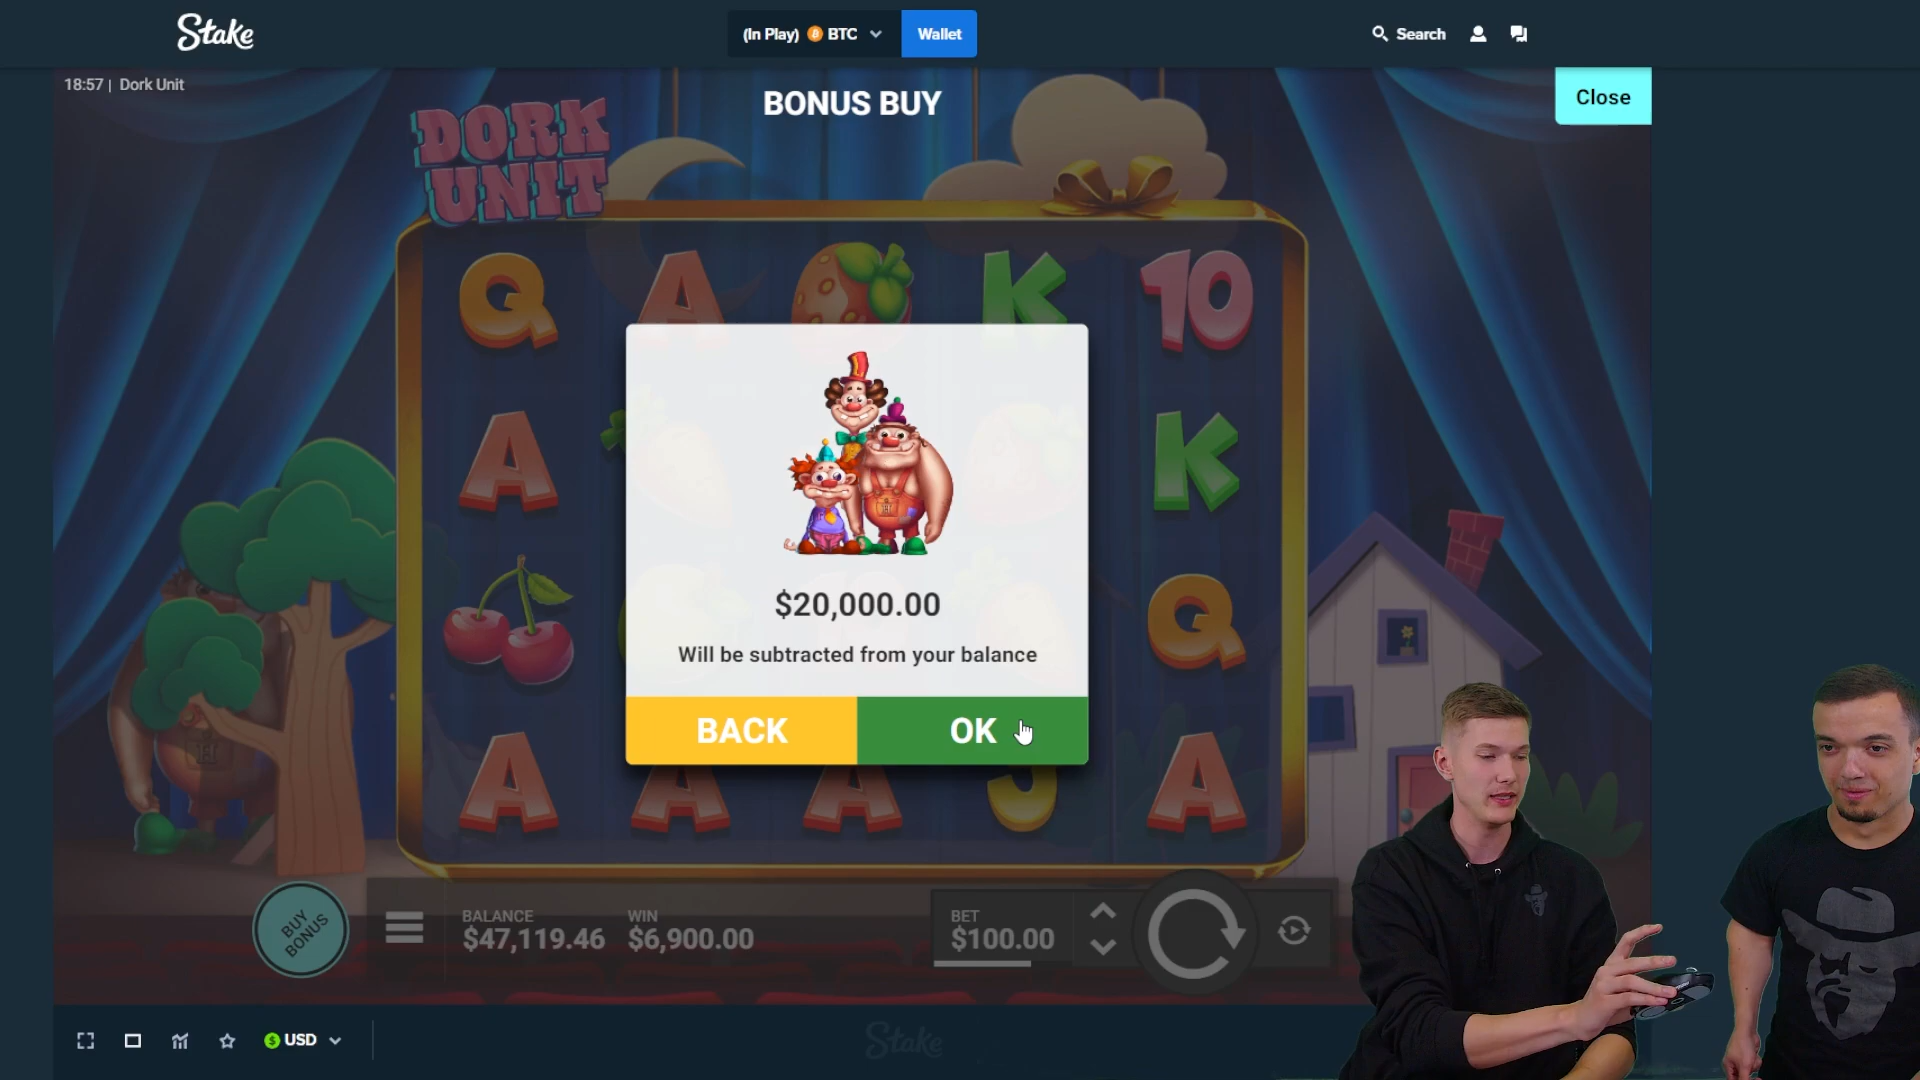 Stake
(In Play) BTC
Wallet
Search
18:57 | Dork Unit
BONUS BUY
Close
DORK
UNIT
Q A K 10
A K
Q
$20,000.00
Will be subtracted from your balance
BACK
OK
A A A J A
BUY
BONUS
BALANCE
$47,119.46
WIN
$6,900.00
BET
$100.00
$ USD
Stake